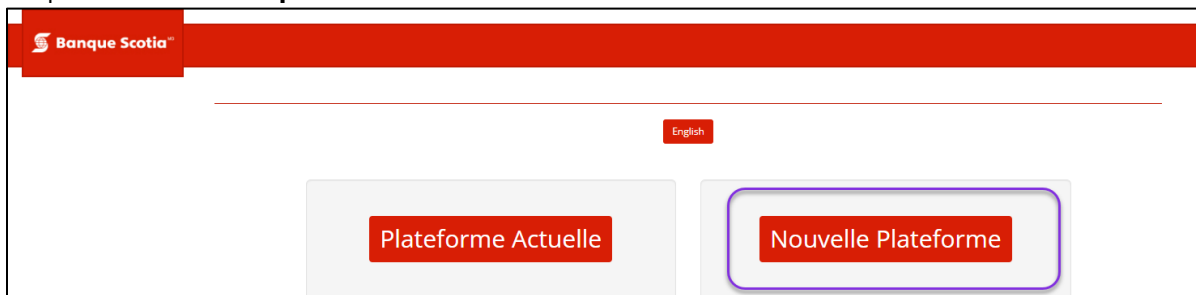 Banque Scotia
English
Plateforme Actuelle
Nouvelle Plateforme